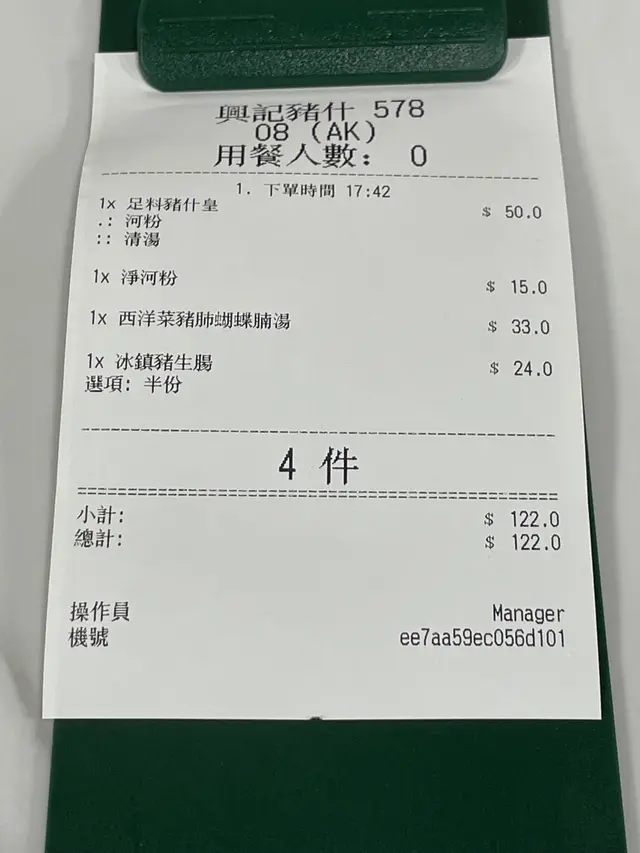 興記豬什 578
08 (AK)
用餐人數: 0
1. 下單時間 17:42
1x 足料豬什皇 $ 50.0
.: 河粉
:: 清湯
1x 淨河粉 $ 15.0
1x 西洋菜豬肺蝴蝶腩湯 $ 33.0
1x 冰鎮豬生腸 $ 24.0
選項: 半份
4 件
小計: $ 122.0
總計: $ 122.0
操作員 Manager
機號 ee7aa59ec056d101